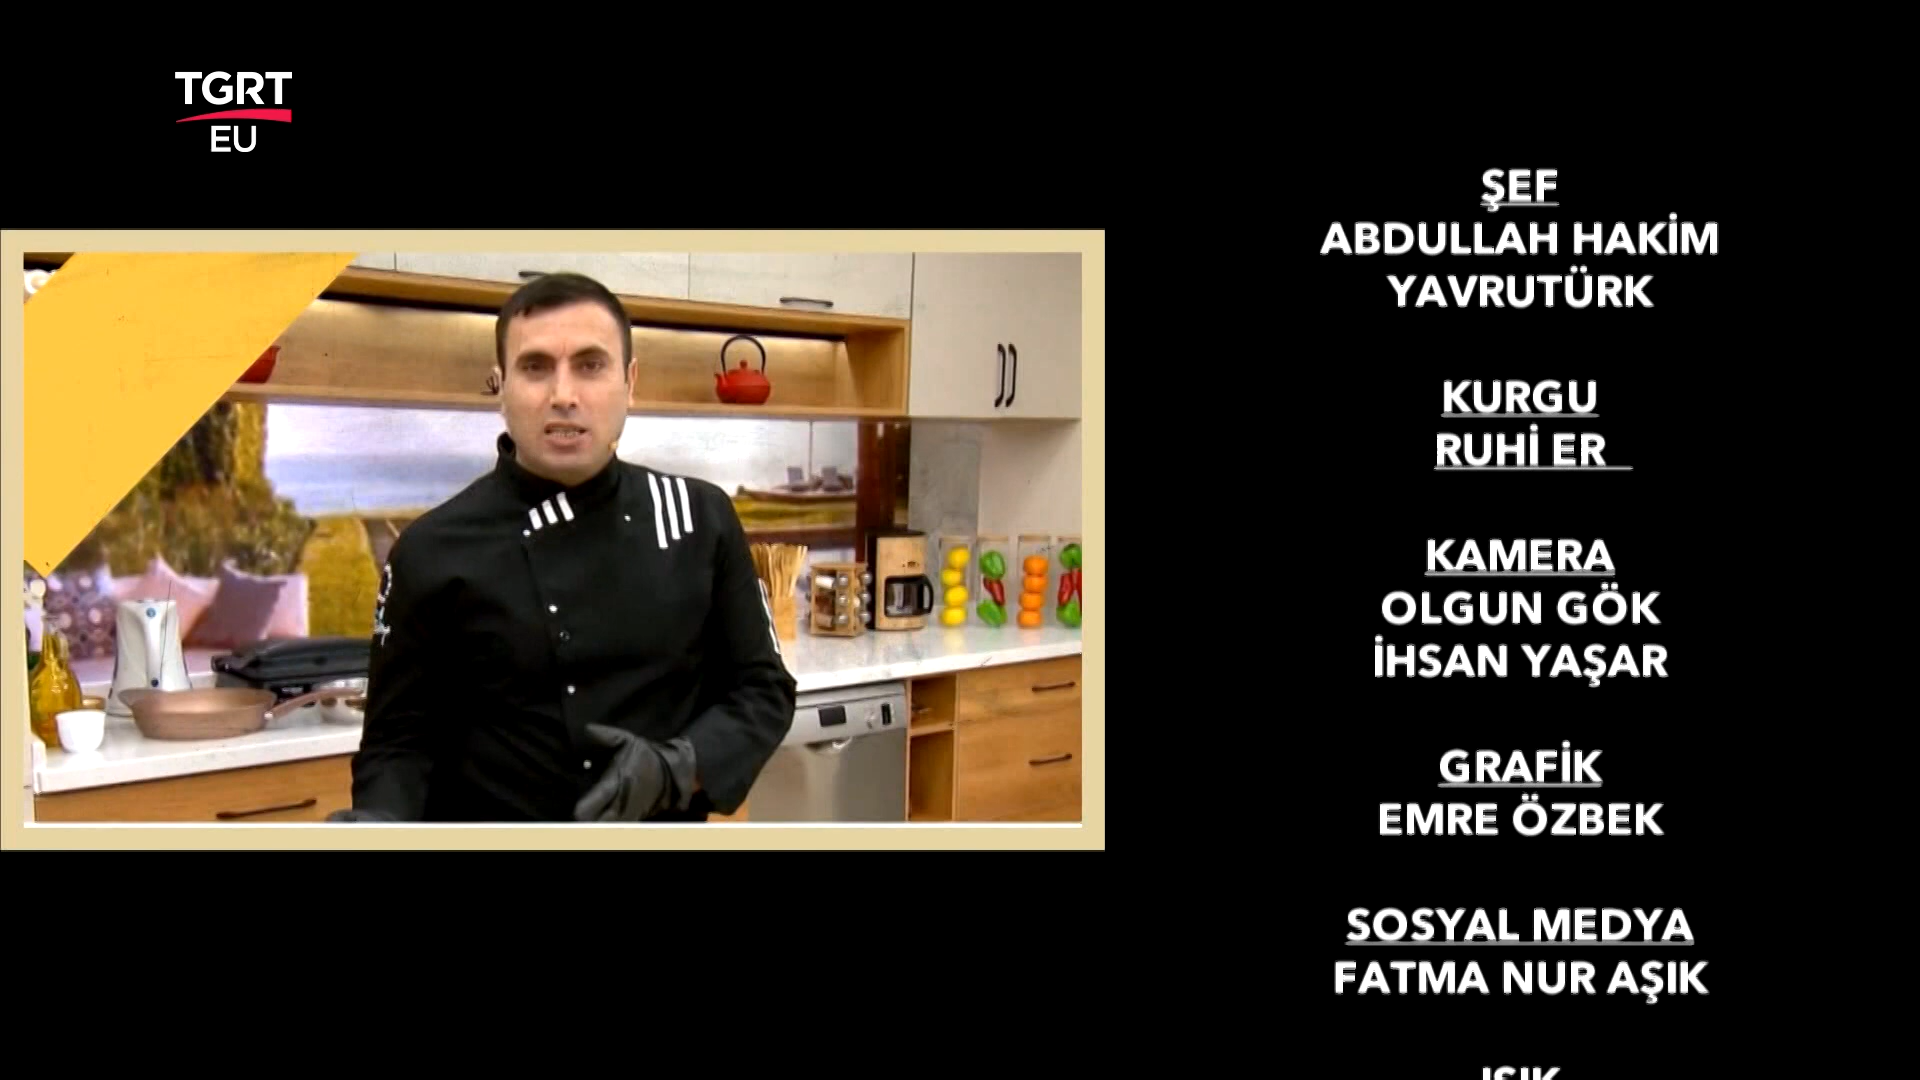 TGRT
EU
ŞEF
ABDULLAH HAKİM
YAVRUTÜRK
KURGU
RUHİ ER
KAMERA
OLGUN GÖK
İHSAN YAŞAR
GRAFİK
EMRE ÖZBEK
SOSYAL MEDYA
FATMA NUR AŞIK
IŞIK